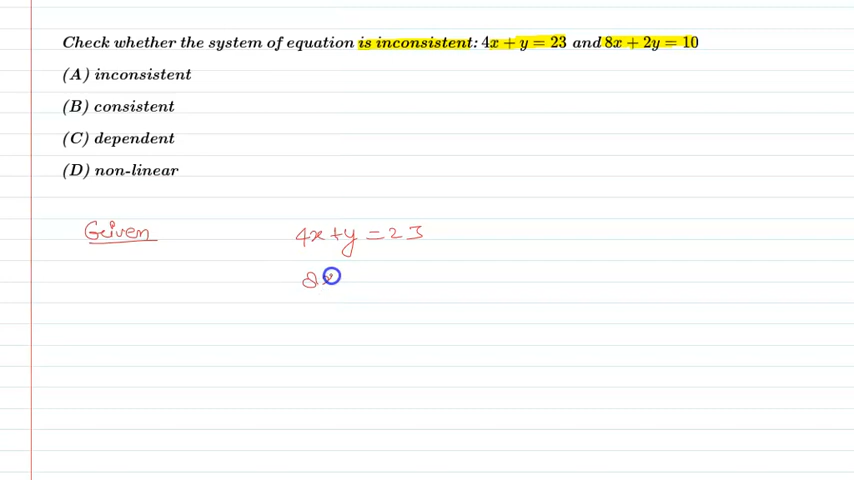 Check whether the system of equation is inconsistent: 4x + y = 23 and 8x + 2y = 10
(A) inconsistent
(B) consistent
(C) dependent
(D) non-linear
Given 4x+y =23
8x